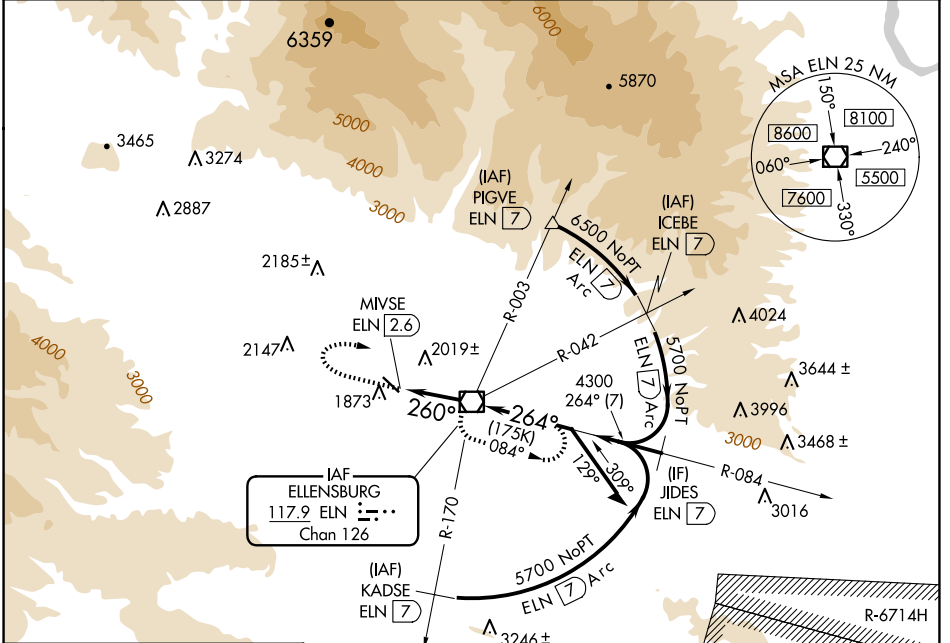 6359
6000
5870
MSA ELN 25 NM
150°
8600
8100
060°
240°
7600
5500
330°
3465
5000
4000
3000
3274
2887
(IAF)
PIGVE
ELN 7
(IAF)
ICEBE
ELN 7
6500 NoPT
ELN 7 Arc
2185±
R-003
MIVSE
ELN 2.6
R-042
4024
4000
2147
2019±
5700 NoPT
ELN 7 Arc
3000
1873
260°
264°
(175K)
084°
4300
264° (7)
3644±
3996
3000
3468±
129°
309°
(IF)
JIDES
ELN 7
R-084
3016
IAF
ELLENSBURG
117.9 ELN
Chan 126
R-170
(IAF)
KADSE
ELN 7
5700 NoPT
ELN 7 Arc
3246±
R-6714H